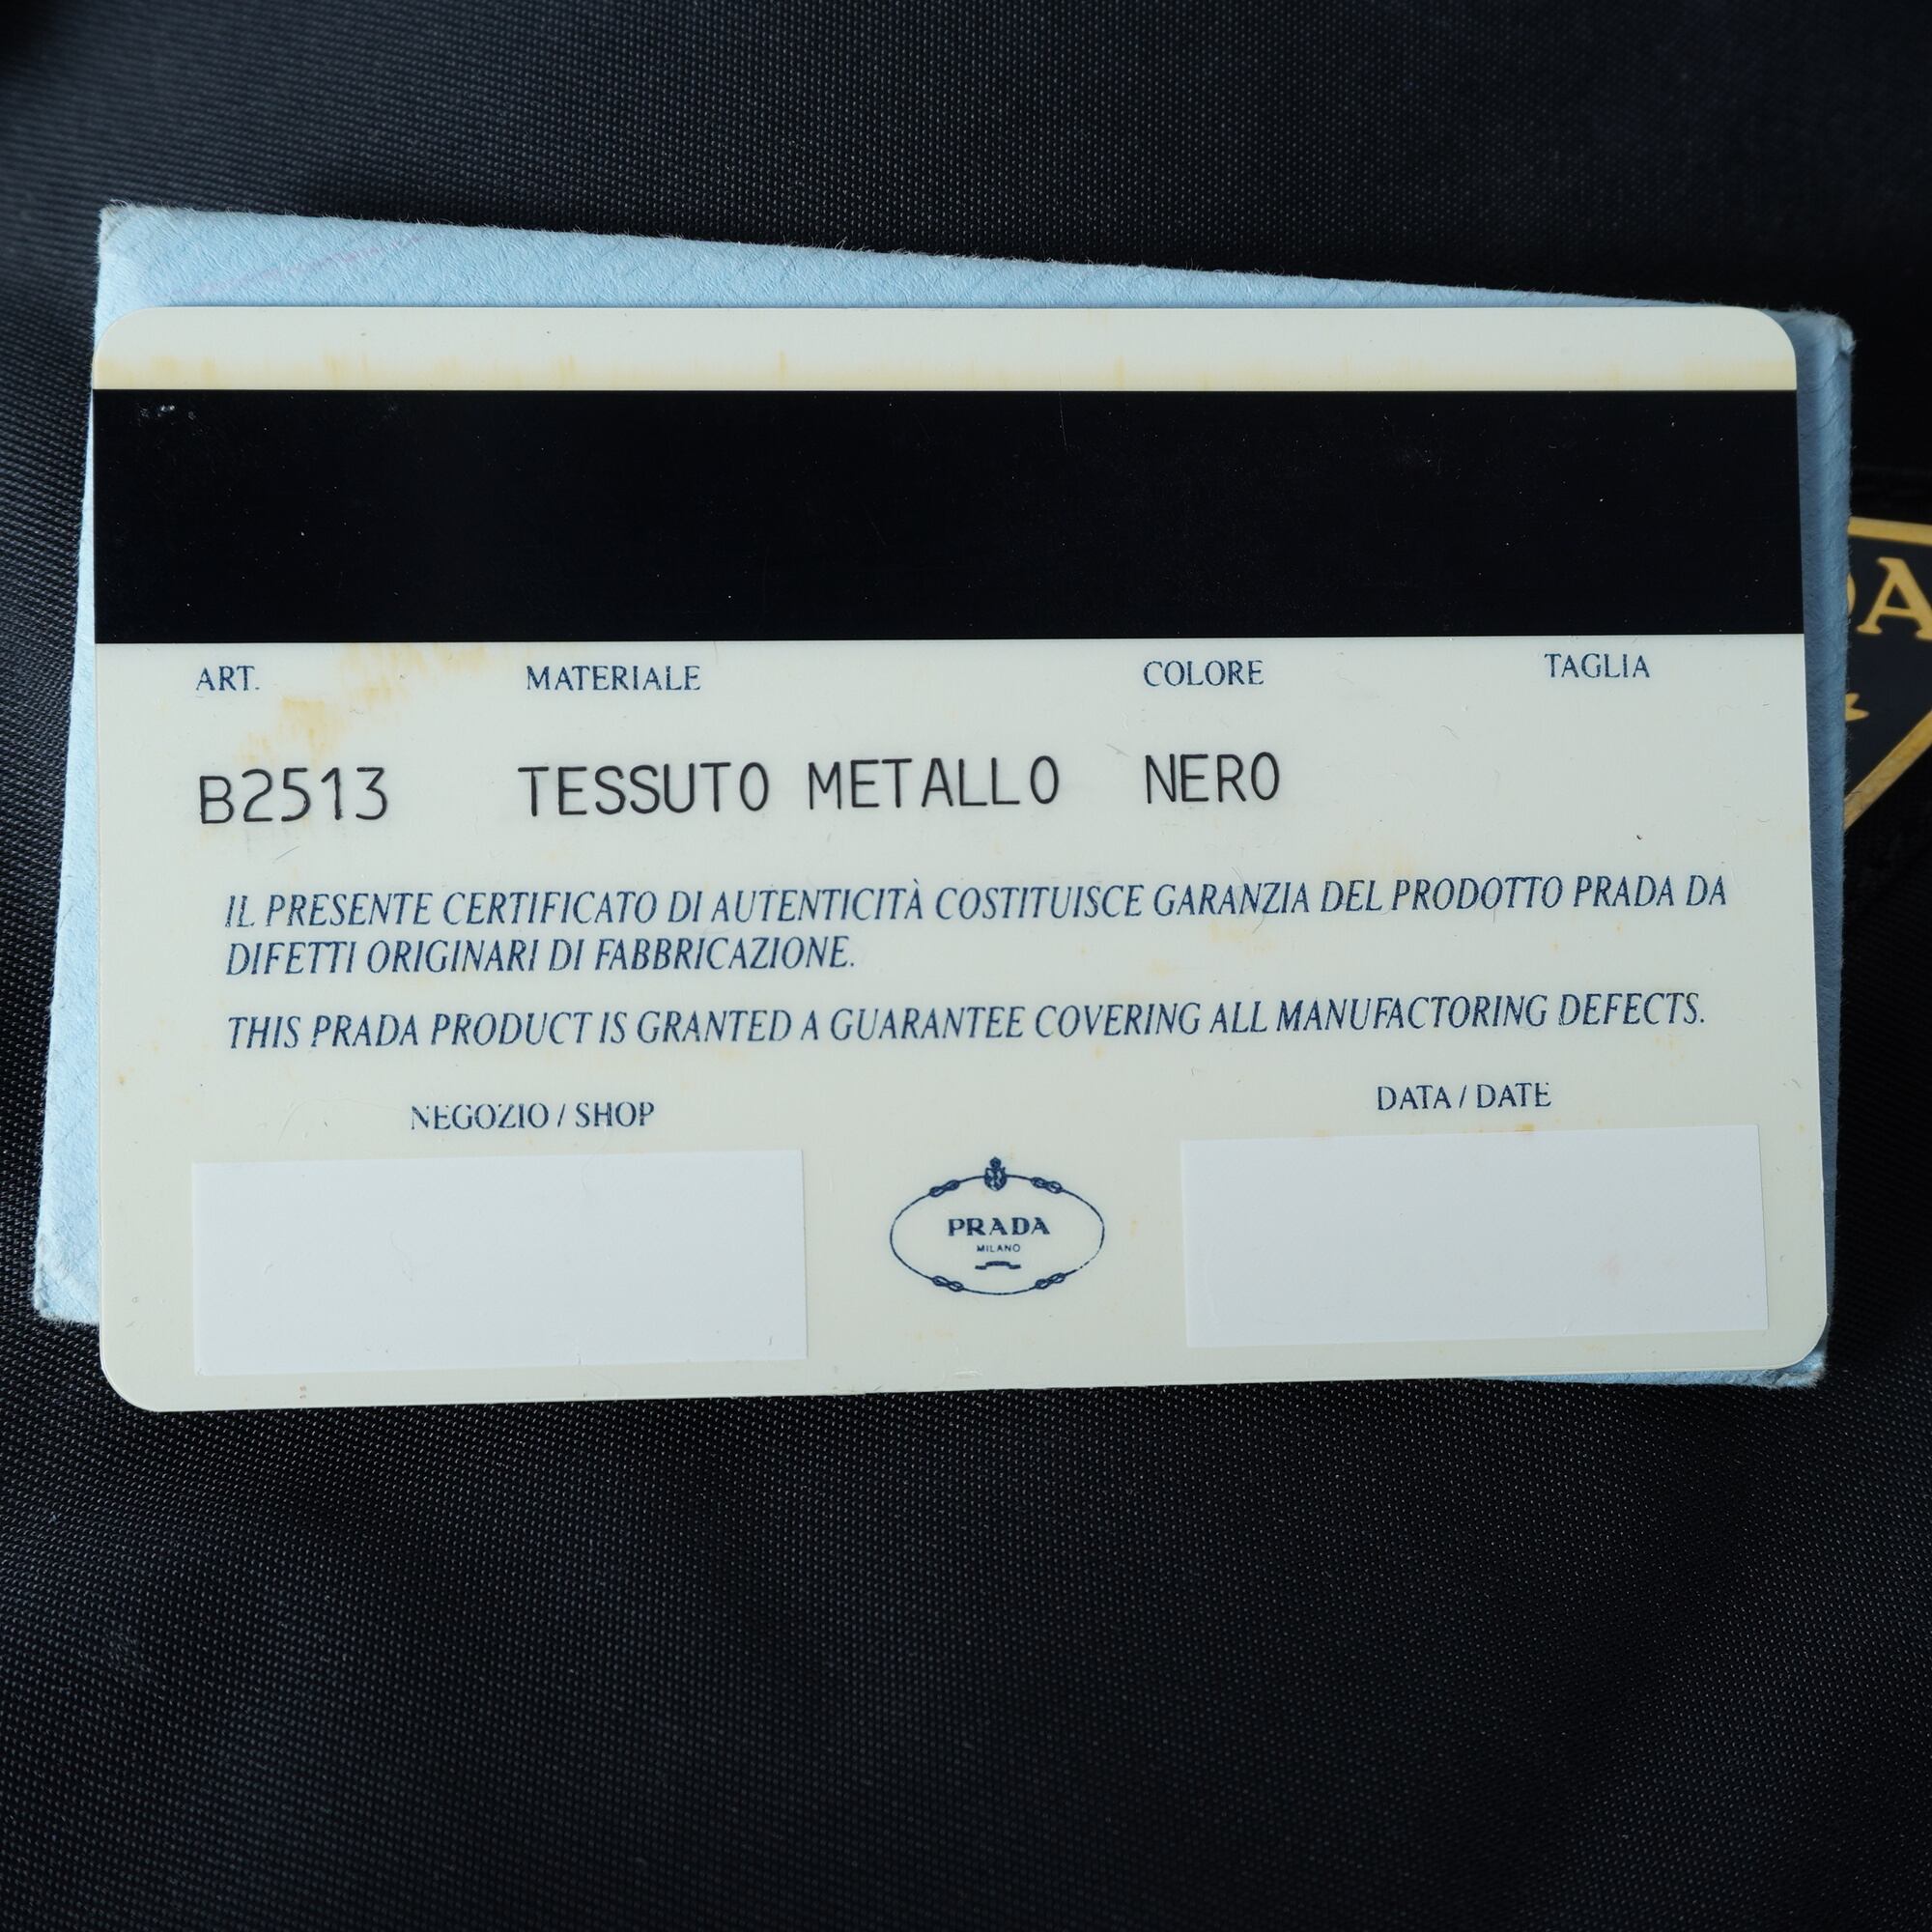 ART. MATERIALE COLORE TAGLIA
B2513 TESSUTO METALLO NERO
IL PRESENTE CERTIFICATO DI AUTENTICITÀ COSTITUISCE GARANZIA DEL PRODOTTO PRADA DA
DIFETTI ORIGINARI DI FABBRICAZIONE.
THIS PRADA PRODUCT IS GRANTED A GUARANTEE COVERING ALL MANUFACTORING DEFECTS.
NEGOZIO / SHOP
DATA / DATE
PRADA
MILANO